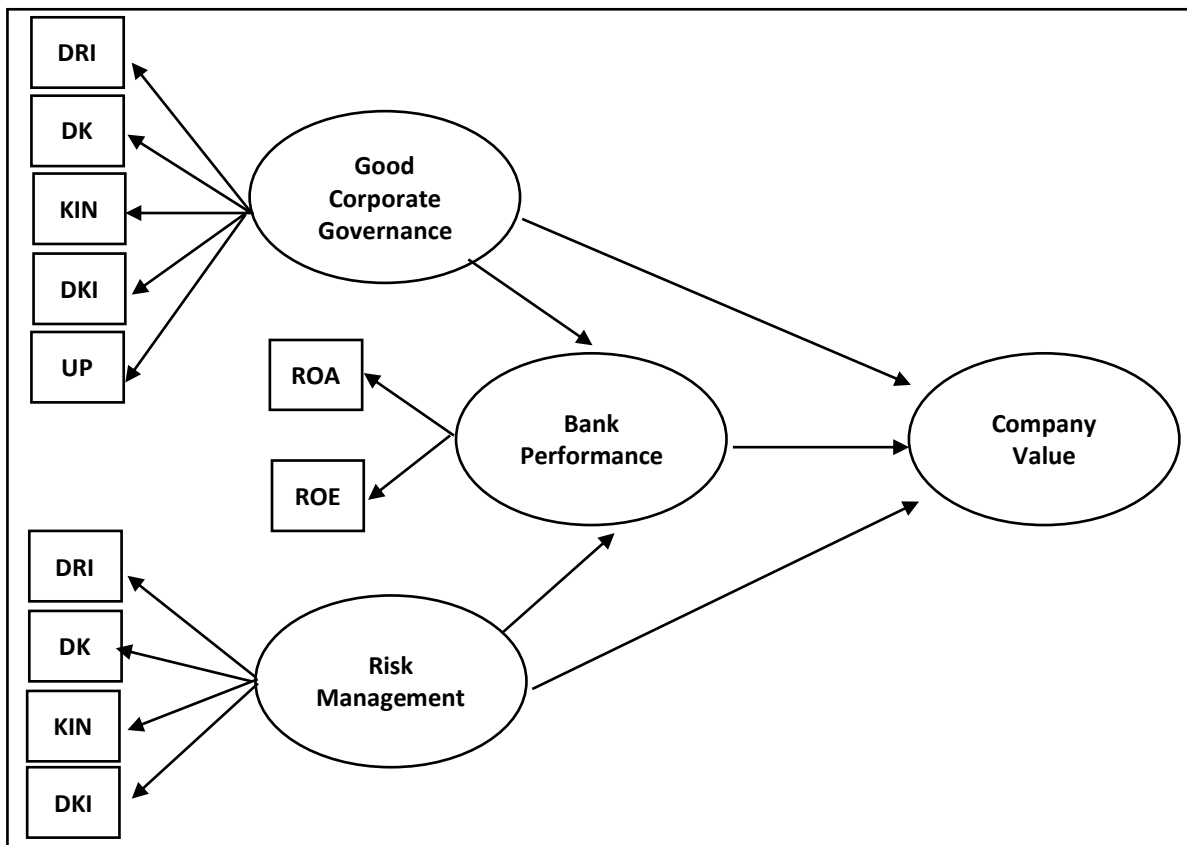 DRI
DK
KIN
DKI
UP
Good
Corporate
Governance
ROA
ROE
Bank
Performance
Company
Value
DRI
DK
KIN
DKI
Risk
Management